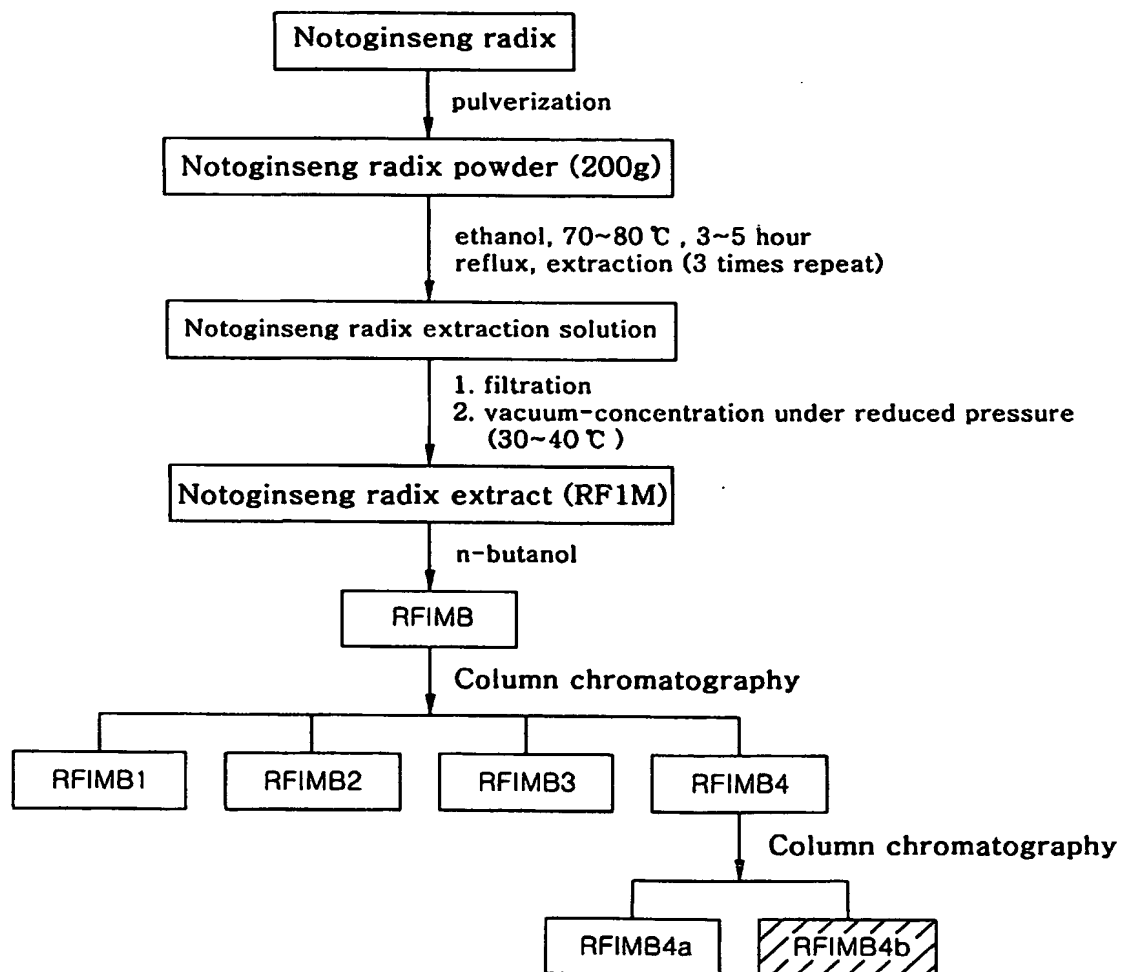 Notoginseng radix
pulverization
Notoginseng radix powder (200g)
ethanol, 70~80 ℃ , 3~5 hour
reflux, extraction (3 times repeat)
Notoginseng radix extraction solution
1. filtration
2. vacuum-concentration under reduced pressure
(30~40 ℃ )
Notoginseng radix extract (RF1M)
n-butanol
RFIMB
Column chromatography
RFIMB1
RFIMB2
RFIMB3
RFIMB4
Column chromatography
RFIMB4a
RFIMB4b